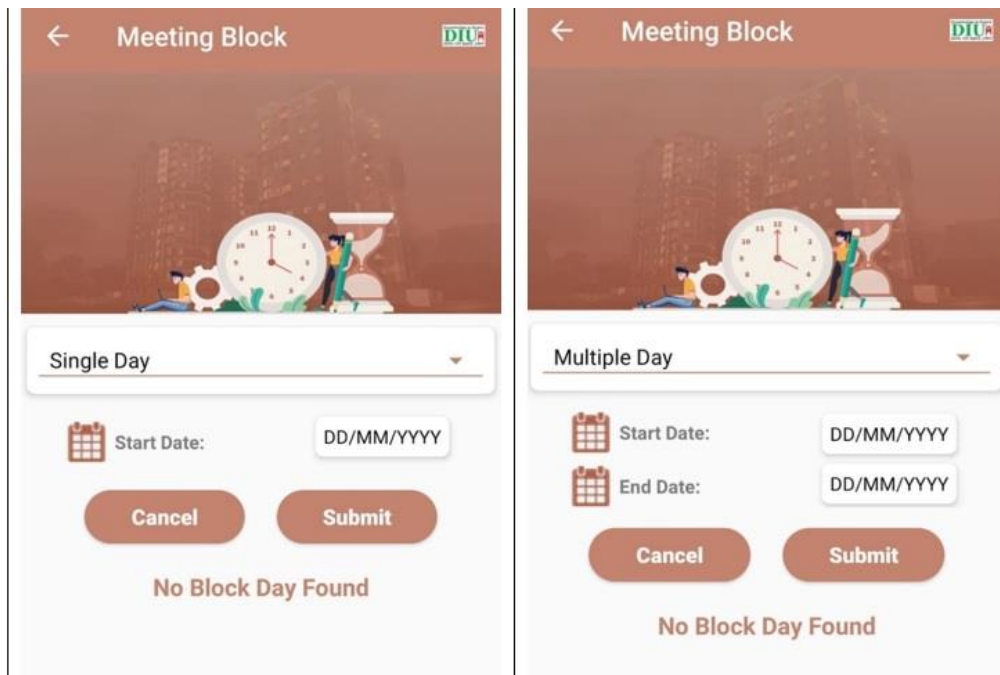 Meeting Block
DIU
Single Day
Start Date:
DD/MM/YYYY
Cancel
Submit
No Block Day Found
Meeting Block
DIU
Multiple Day
Start Date:
DD/MM/YYYY
End Date:
DD/MM/YYYY
Cancel
Submit
No Block Day Found